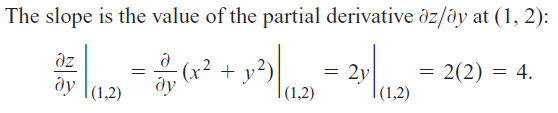 The slope is the value of the partial derivative ∂z/∂y at (1, 2):
∂z/∂y |(1,2) = ∂/∂y (x² + y²)|(1,2) = 2y|(1,2) = 2(2) = 4.